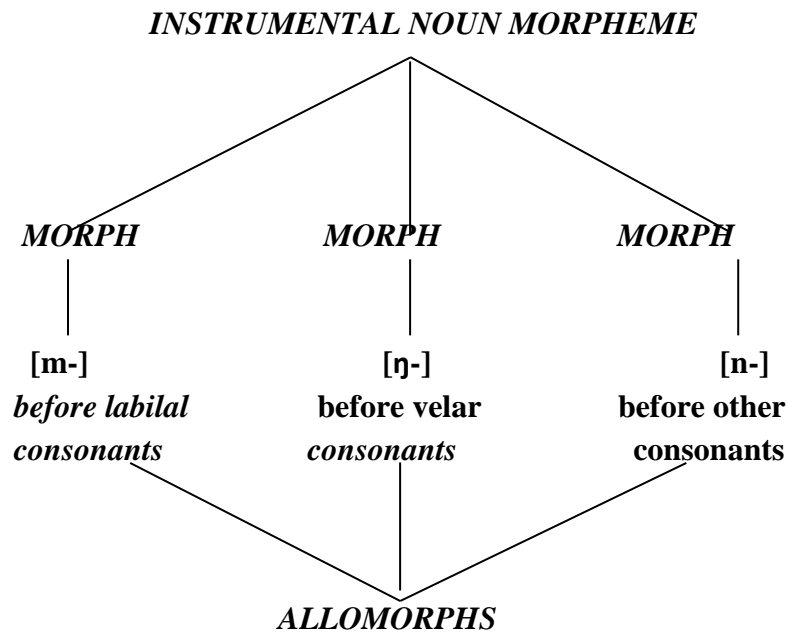 INSTRUMENTAL NOUN MORPHEME
MORPH MORPH MORPH
[m-] [ŋ-] [n-]
before labilal before velar before other
consonants consonants consonants
ALLOMORPHS